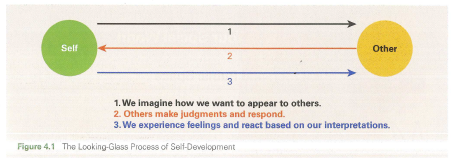 Self
1
2
3
Other
1. We imagine how we want to appear to others.
2. Others make judgments and respond.
3. We experience feelings and react based on our interpretations.
Figure 4.1 The Looking-Glass Process of Self-Development